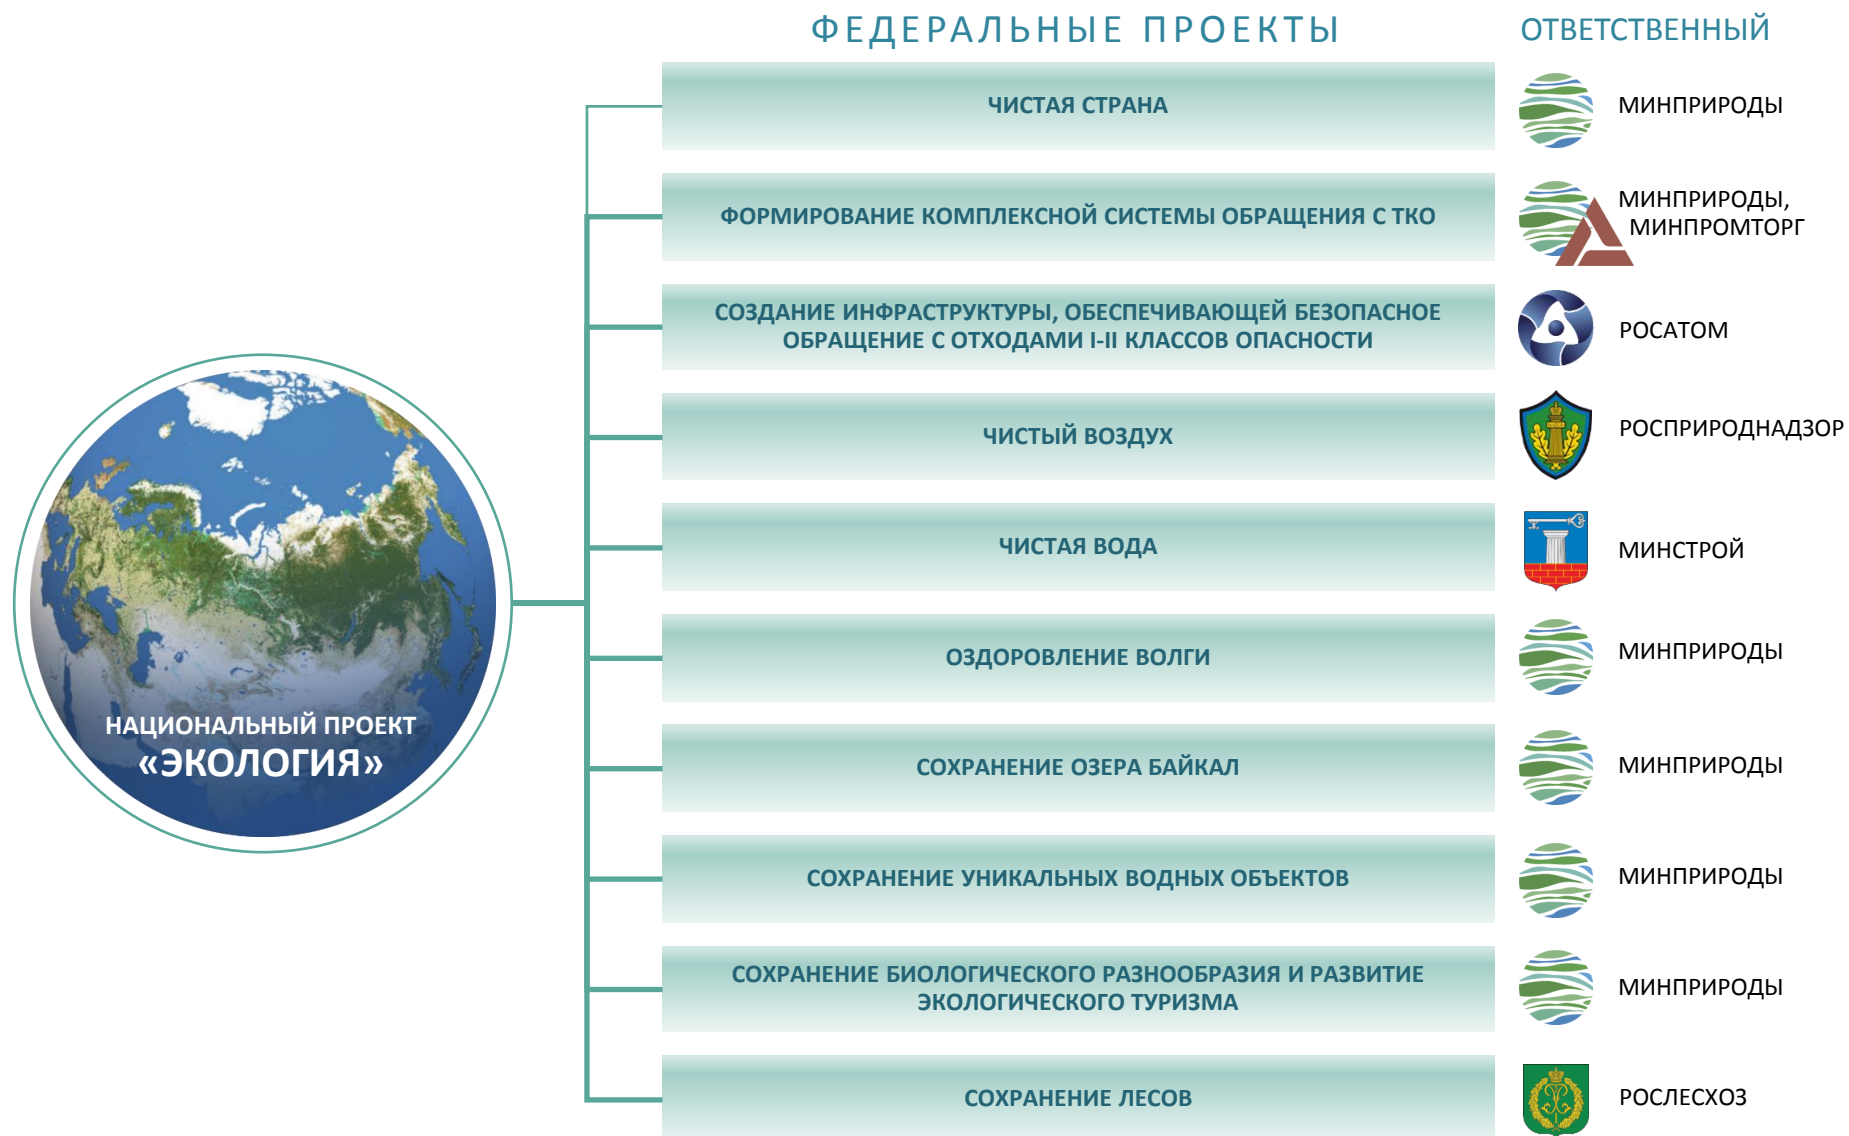 ФЕДЕРАЛЬНЫЕ ПРОЕКТЫ
ОТВЕТСТВЕННЫЙ
ЧИСТАЯ СТРАНА
МИНПРИРОДЫ
ФОРМИРОВАНИЕ КОМПЛЕКСНОЙ СИСТЕМЫ ОБРАЩЕНИЯ С ТКО
МИНПРИРОДЫ,
МИНПРОМТОРГ
СОЗДАНИЕ ИНФРАСТРУКТУРЫ, ОБЕСПЕЧИВАЮЩЕЙ БЕЗОПАСНОЕ
ОБРАЩЕНИЕ С ОТХОДАМИ I-II КЛАССОВ ОПАСНОСТИ
РОСАТОМ
ЧИСТЫЙ ВОЗДУХ
РОСПРИРОДНАДЗОР
ЧИСТАЯ ВОДА
МИНСТРОЙ
ОЗДОРОВЛЕНИЕ ВОЛГИ
МИНПРИРОДЫ
НАЦИОНАЛЬНЫЙ ПРОЕКТ
«ЭКОЛОГИЯ»
СОХРАНЕНИЕ ОЗЕРА БАЙКАЛ
МИНПРИРОДЫ
СОХРАНЕНИЕ УНИКАЛЬНЫХ ВОДНЫХ ОБЪЕКТОВ
МИНПРИРОДЫ
СОХРАНЕНИЕ БИОЛОГИЧЕСКОГО РАЗНООБРАЗИЯ И РАЗВИТИЕ
ЭКОЛОГИЧЕСКОГО ТУРИЗМА
МИНПРИРОДЫ
СОХРАНЕНИЕ ЛЕСОВ
РОСЛЕСХОЗ